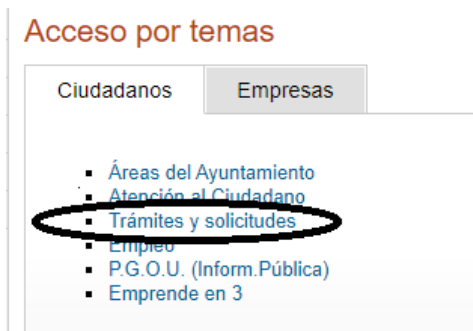 Acceso por temas
Ciudadanos
Empresas
Áreas del Ayuntamiento
Atención al Ciudadano
Trámites y solicitudes
Empleo
P.G.O.U. (Inform.Pública)
Emprende en 3